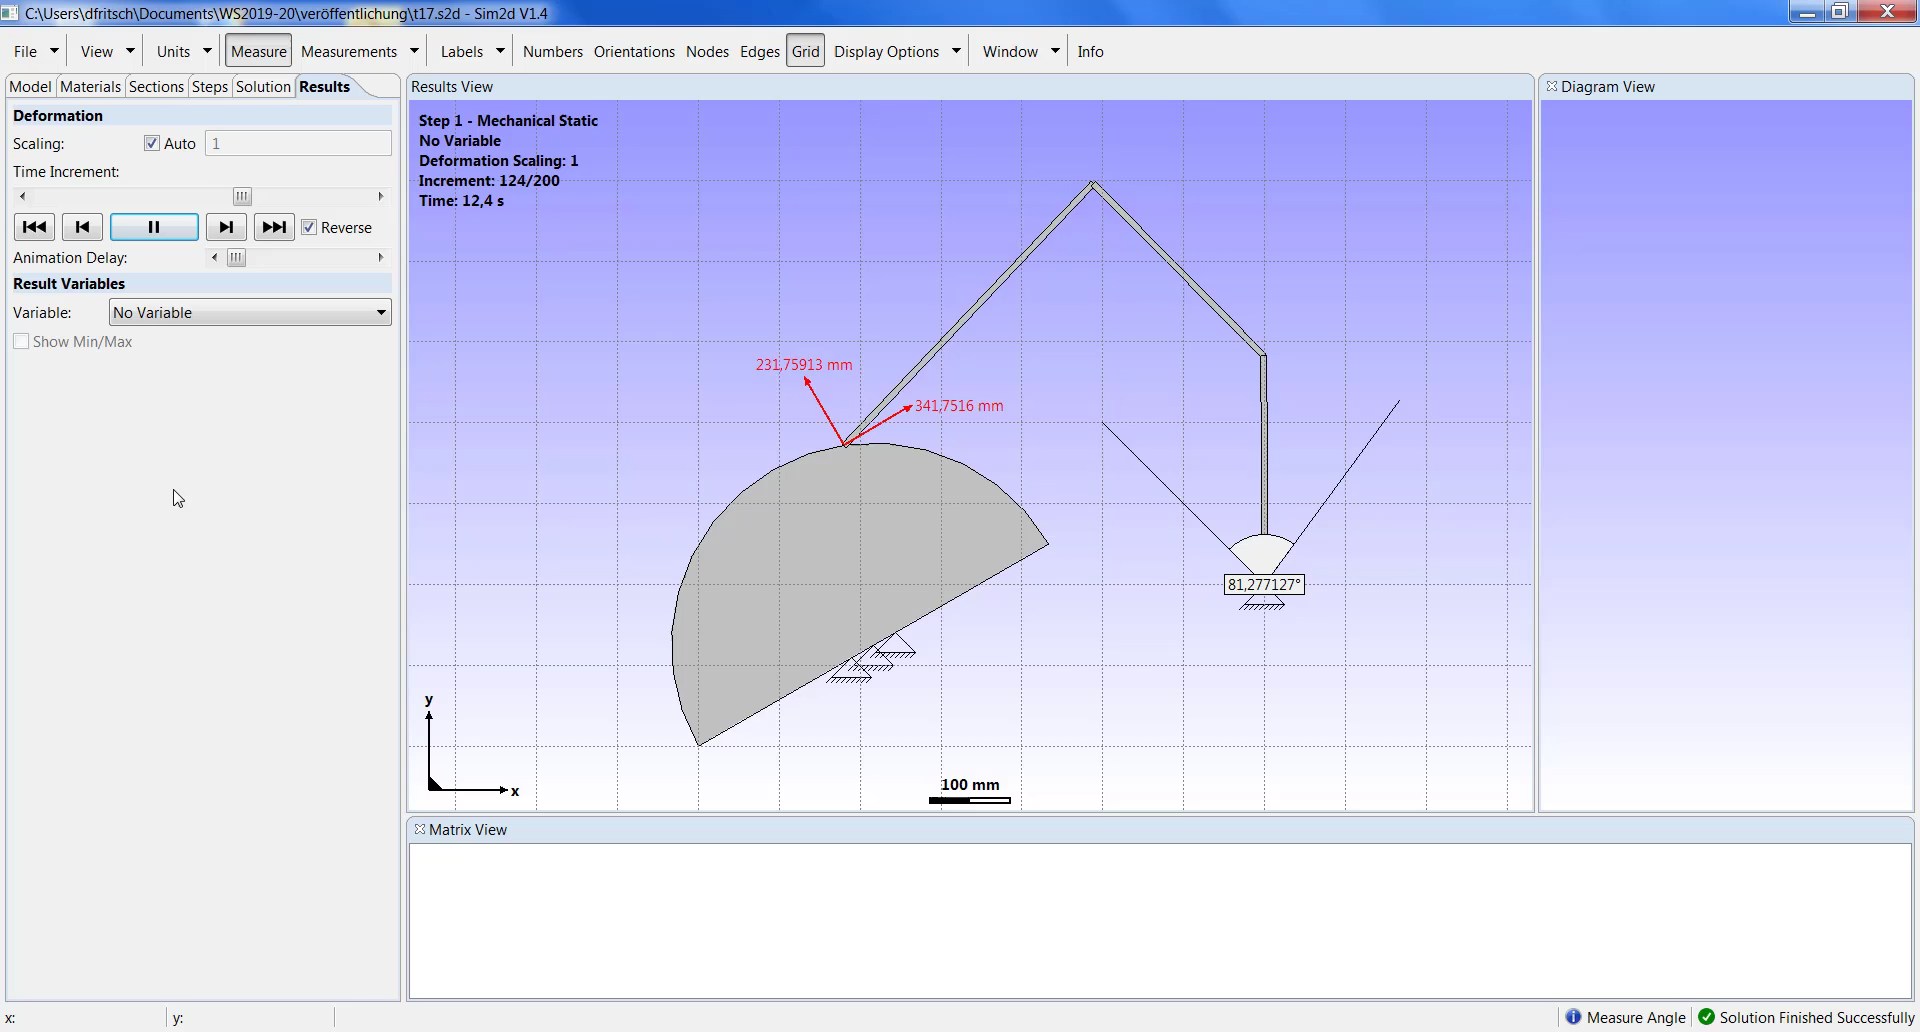 C:\Users\dfritsch\Documents\WS2019-20\veröffentlichung\t17.s2d - Sim2d V1.4
File View Units Measure Measurements Labels Numbers Orientations Nodes Edges Grid Display Options Window Info
Model Materials Sections Steps Solution Results
Deformation
Scaling: Auto 1
Time Increment:
Reverse
Animation Delay:
Result Variables
Variable: No Variable
Show Min/Max
Results View
Step 1 - Mechanical Static
No Variable
Deformation Scaling: 1
Increment: 124/200
Time: 12,4 s
231,75913 mm
341,7516 mm
81,277127°
y
x
100 mm
Diagram View
Matrix View
x: y:
Measure Angle Solution Finished Successfully